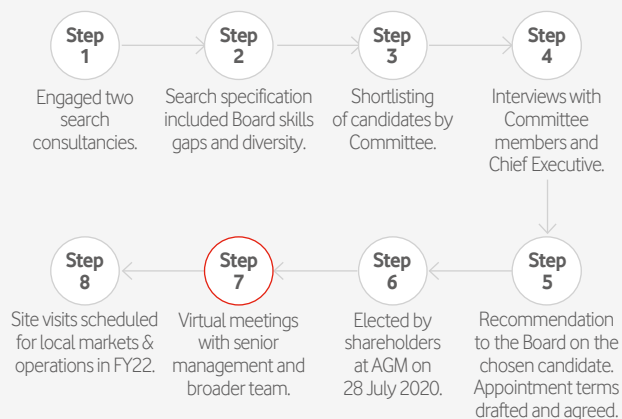 Step
1
Engaged two
search
consultancies.
Step
2
Search specification
included Board skills
gaps and diversity.
Step
3
Shortlisting
of candidates by
Committee.
Step
4
Interviews with
Committee
members and
Chief Executive.
Step
5
Recommendation
to the Board on the
chosen candidate.
Appointment terms
drafted and agreed.
Step
6
Elected by
shareholders
at AGM on
28 July 2020.
Step
7
Virtual meetings
with senior
management and
broader team.
Step
8
Site visits scheduled
for local markets &
operations in FY22.